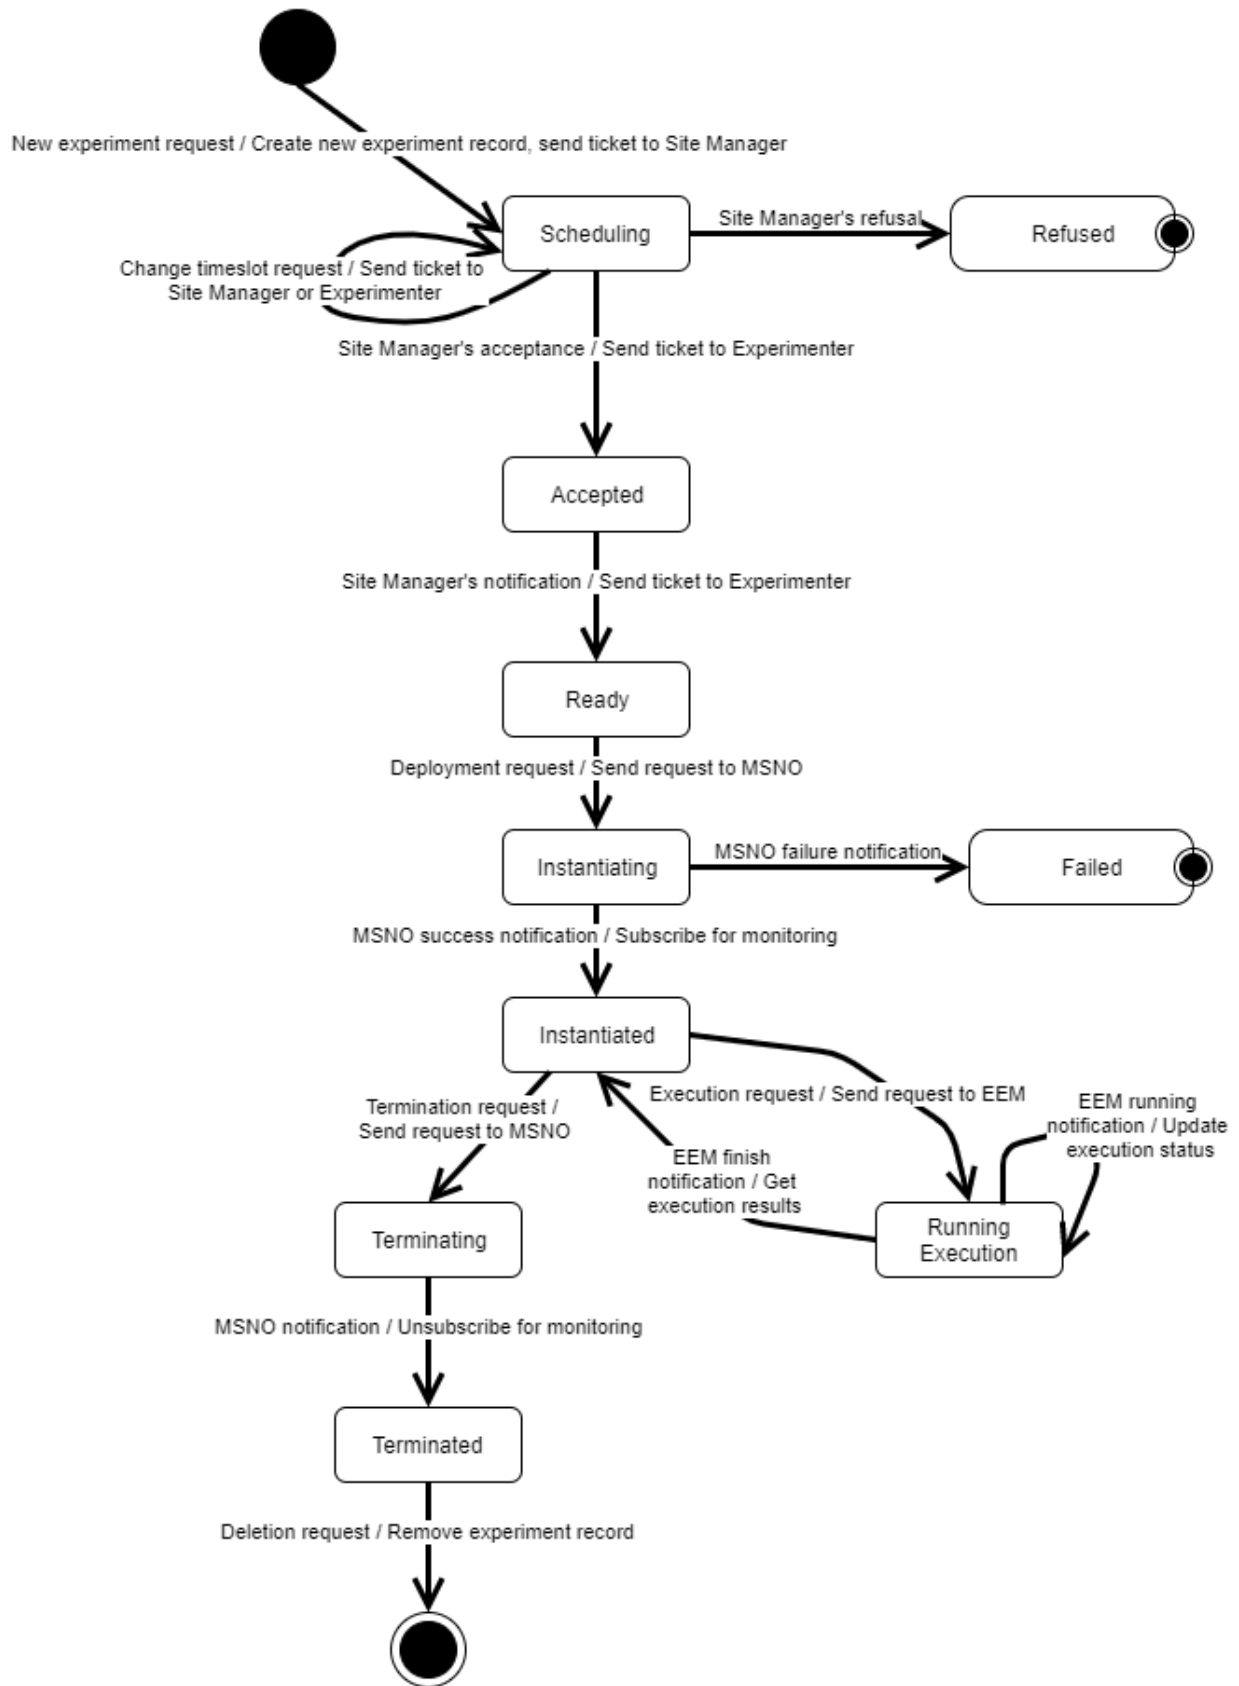 New experiment request / Create new experiment record, send ticket to Site Manager
Scheduling
Site Manager's refusal
Refused
Change timeslot request / Send ticket to
Site Manager or Experimenter
Site Manager's acceptance / Send ticket to Experimenter
Accepted
Site Manager's notification / Send ticket to Experimenter
Ready
Deployment request / Send request to MSNO
Instantiating
MSNO failure notification
Failed
MSNO success notification / Subscribe for monitoring
Instantiated
Termination request /
Send request to MSNO
Execution request / Send request to EEM
EEM running
notification / Update
execution status
EEM finish
notification / Get
execution results
Terminating
Running
Execution
MSNO notification / Unsubscribe for monitoring
Terminated
Deletion request / Remove experiment record